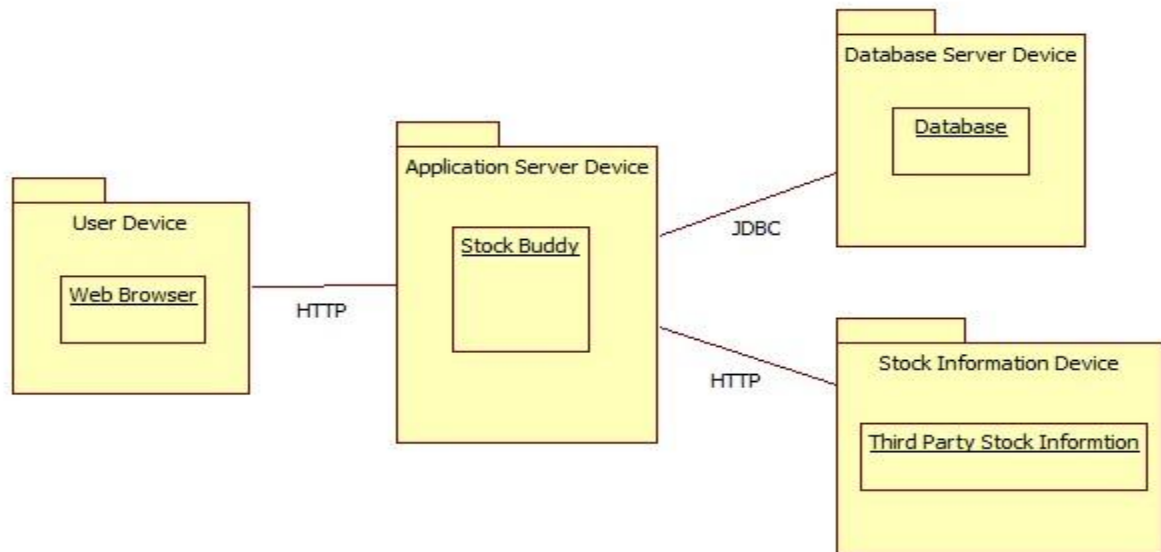 User Device
Web Browser
HTTP
Application Server Device
Stock Buddy
JDBC
HTTP
Database Server Device
Database
Stock Information Device
Third Party Stock Informtion